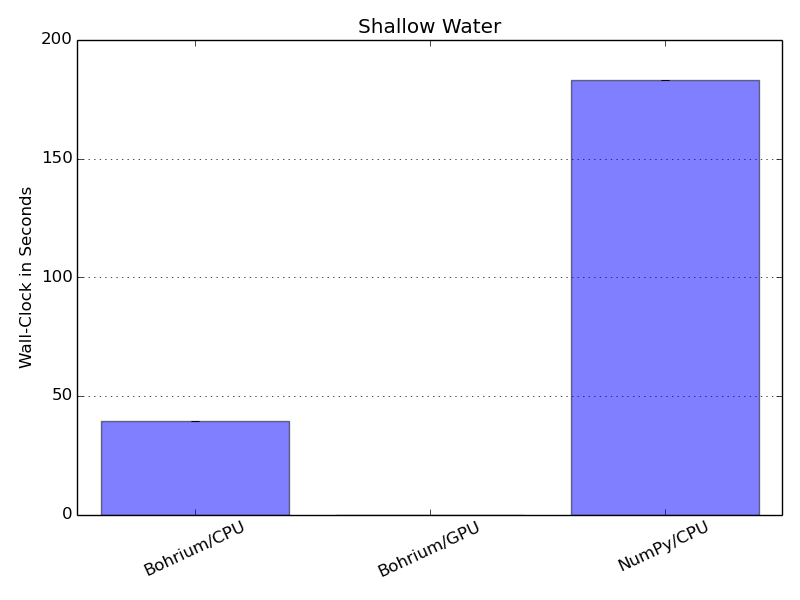 Shallow Water
200
150
100
50
0
Wall-Clock in Seconds
Bohrium/CPU
Bohrium/GPU
NumPy/CPU